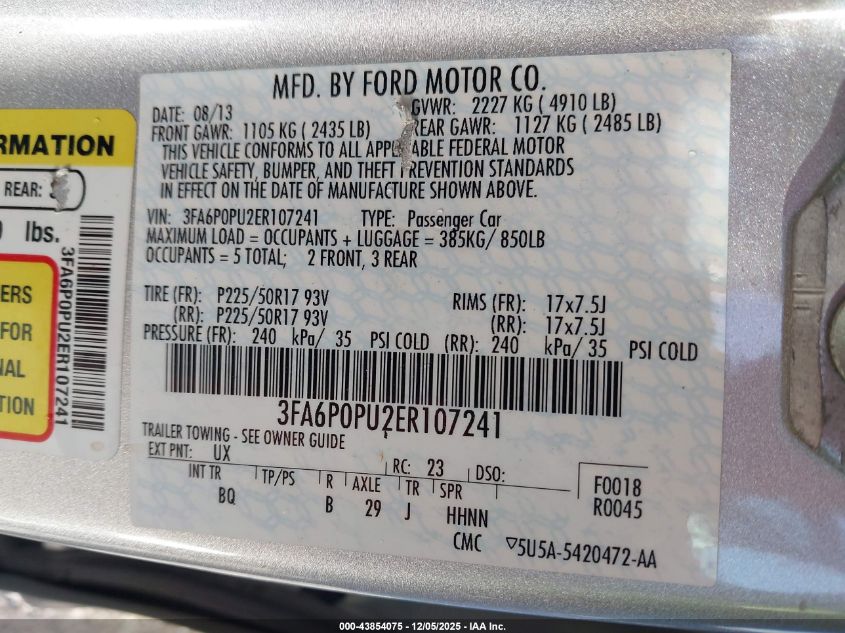 MFD. BY FORD MOTOR CO.
DATE: 08/13
GVWR: 2227 KG ( 4910 LB)
FRONT GAWR: 1105 KG ( 2435 LB)
REAR GAWR: 1127 KG ( 2485 LB)
THIS VEHICLE CONFORMS TO ALL APPLICABLE FEDERAL MOTOR
VEHICLE SAFETY, BUMPER, AND THEFT PREVENTION STANDARDS
IN EFFECT ON THE DATE OF MANUFACTURE SHOWN ABOVE.
VIN: 3FA6P0PU2ER107241 TYPE: Passenger Car
MAXIMUM LOAD = OCCUPANTS + LUGGAGE = 385KG/ 850LB
OCCUPANTS = 5 TOTAL; 2 FRONT, 3 REAR
TIRE (FR): P225/50R17 93V RIMS (FR): 17x7.5J
(RR): P225/50R17 93V (RR): 17x7.5J
PRESSURE (FR): 240 kPa/ 35 PSI COLD (RR): 240 kPa/ 35 PSI COLD
3FA6P0PU2ER107241
TRAILER TOWING - SEE OWNER GUIDE
EXT PNT: UX RC: 23 DSO:
INT TR TP/PS R AXLE TR SPR
BQ B 29 J HHNN
F0018
R0045
CMC 5U5A-5420472-AA
RMATION
REAR:
lbs.
3FA6P0PU2ER107241
ERS
FOR
NAL
ATION
000-43854075 - 12/05/2025 - IAA Inc.